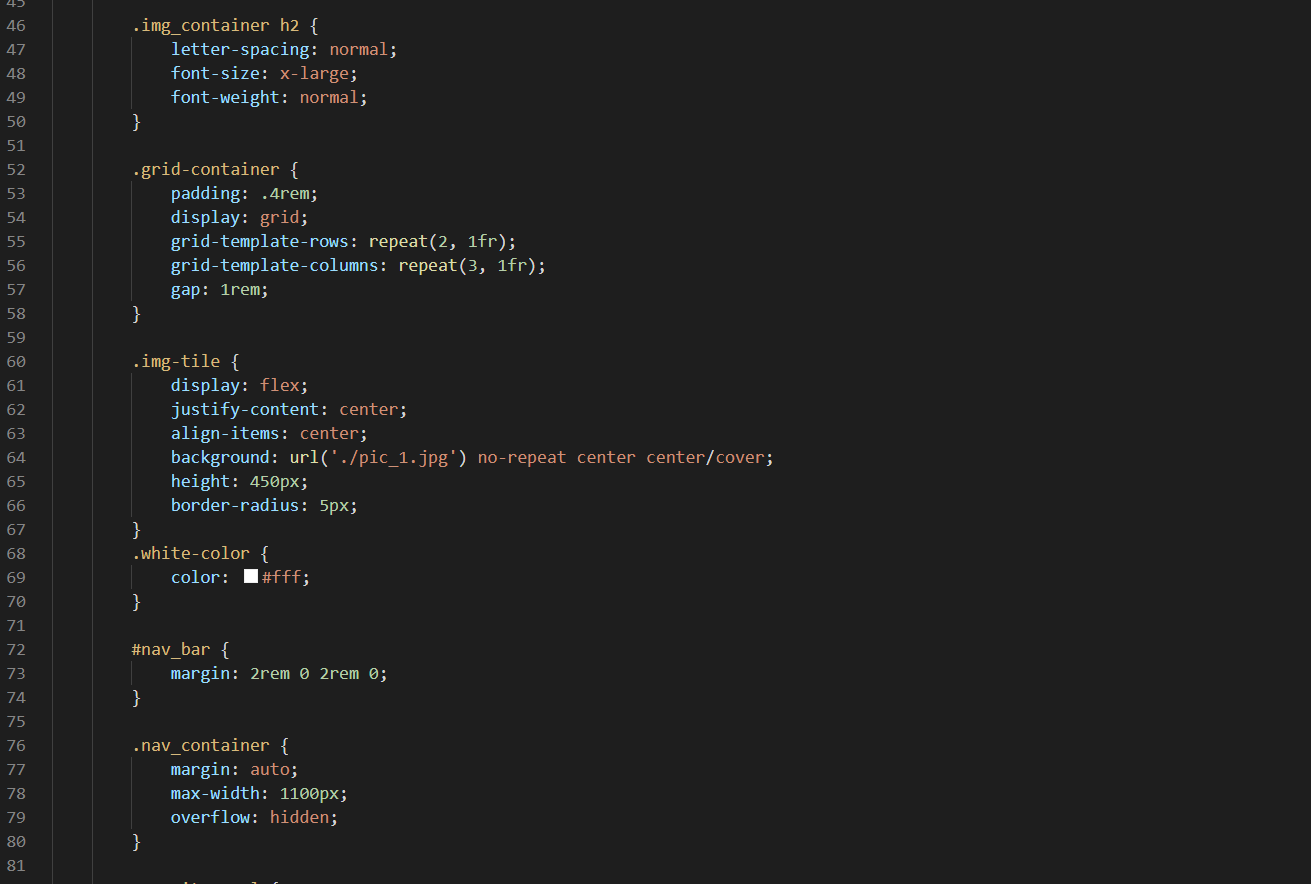 45
46 .img_container h2 {
47 letter-spacing: normal;
48 font-size: x-large;
49 font-weight: normal;
50 }
51
52 .grid-container {
53 padding: .4rem;
54 display: grid;
55 grid-template-rows: repeat(2, 1fr);
56 grid-template-columns: repeat(3, 1fr);
57 gap: 1rem;
58 }
59
60 .img-tile {
61 display: flex;
62 justify-content: center;
63 align-items: center;
64 background: url('./pic_1.jpg') no-repeat center center/cover;
65 height: 450px;
66 border-radius: 5px;
67 }
68 .white-color {
69 color: #fff;
70 }
71
72 #nav_bar {
73 margin: 2rem 0 2rem 0;
74 }
75
76 .nav_container {
77 margin: auto;
78 max-width: 1100px;
79 overflow: hidden;
80 }
81